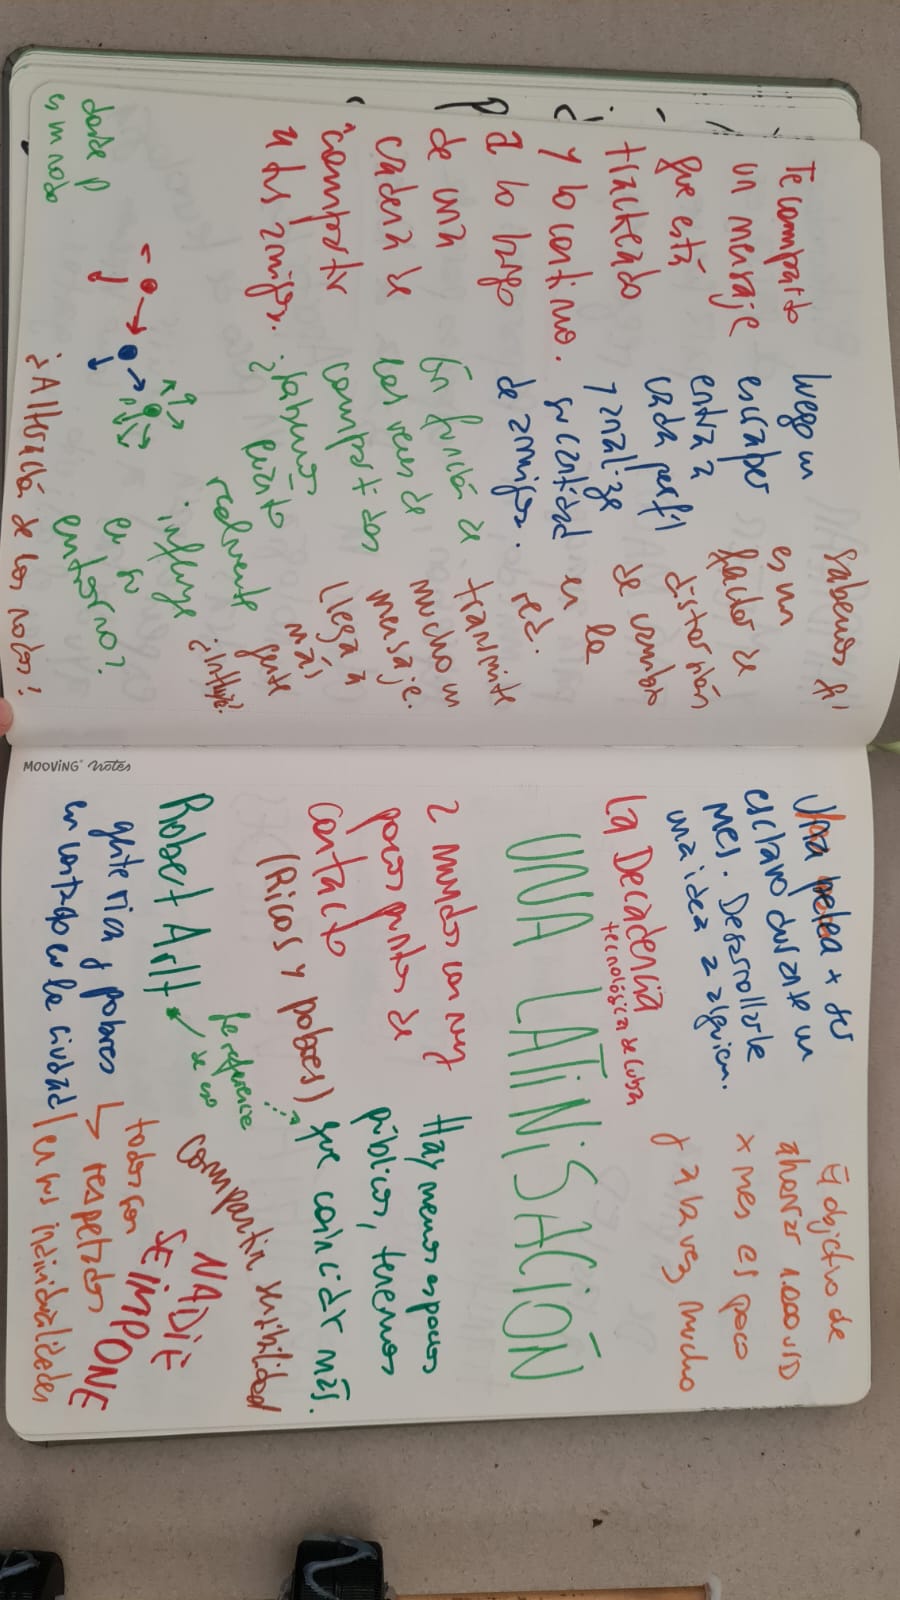 Te comparto
un mensaje
que está
trackeado
y lo continuo.
a lo largo
de una
cadena de
compartir
a tus amigos.
luego un
escraper
entra a
cada perfil
y analize
su cantidad
de amigos.
En función de
las veces de
compartidos
¿sabemos
cuánto
realmente
influye
en su
entorno?
sabemos si
es un
factor de
distorsión
de cambio
en la
red.
transmite
mucho un
mensaje.
llega a
más
gente
¿influye?
donde p
es un nodo
q
p
¿Alteración de los nodos?
Una pelea + ser
esclavo durante un
mes. Desarrollarle
una idea a alguien.
El objetivo de
ahorrar 1.000 USD
x mes es poco
y a la vez mucho
La Decadencia
tecnológica de Cuba
UNA LATINISACIÓN
2 mundos con muy
pocos puntos de
contacto
(Ricos y pobres)
Hay menos espacios
públicos, tenemos
que coincidir más.
Se reference
de eso
Robert Arlt
gente rica y pobres
en contacto en la ciudad
compartir sensibilidad
NADIE
SE IMPONE
todos son
respetados
en sus individualidades
MOOVING notes